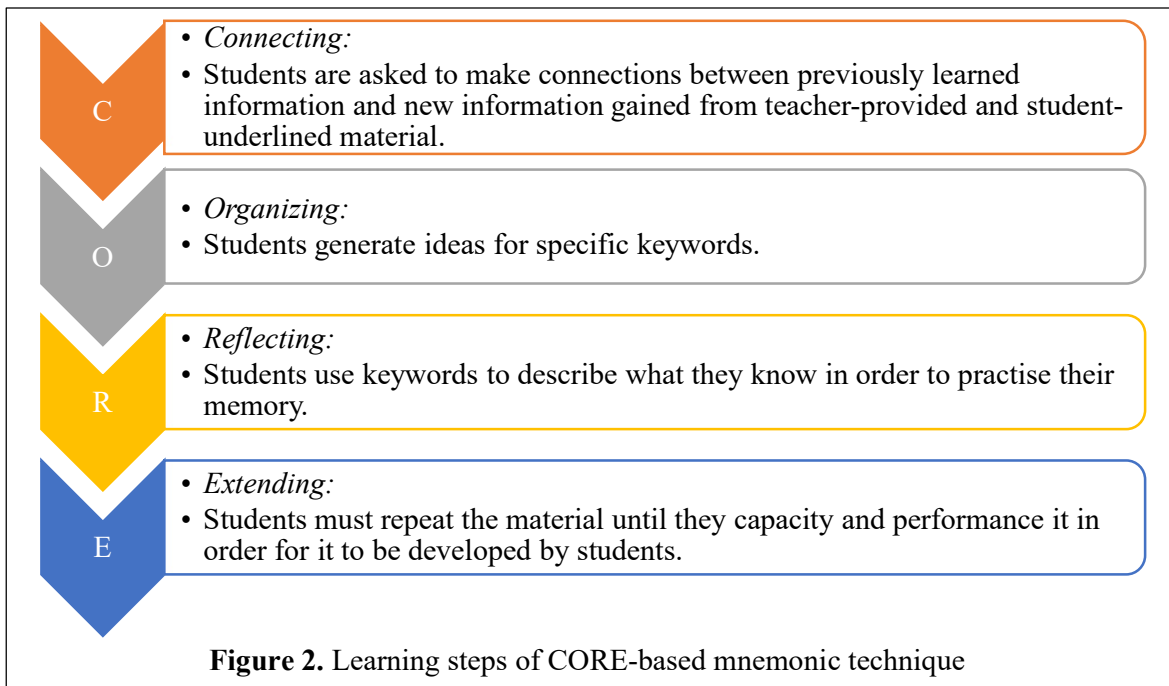 C
• Connecting:
• Students are asked to make connections between previously learned
information and new information gained from teacher-provided and student-
underlined material.
O
• Organizing:
• Students generate ideas for specific keywords.
R
• Reflecting:
• Students use keywords to describe what they know in order to practise their
memory.
E
• Extending:
• Students must repeat the material until they capacity and performance it in
order for it to be developed by students.
Figure 2. Learning steps of CORE-based mnemonic technique